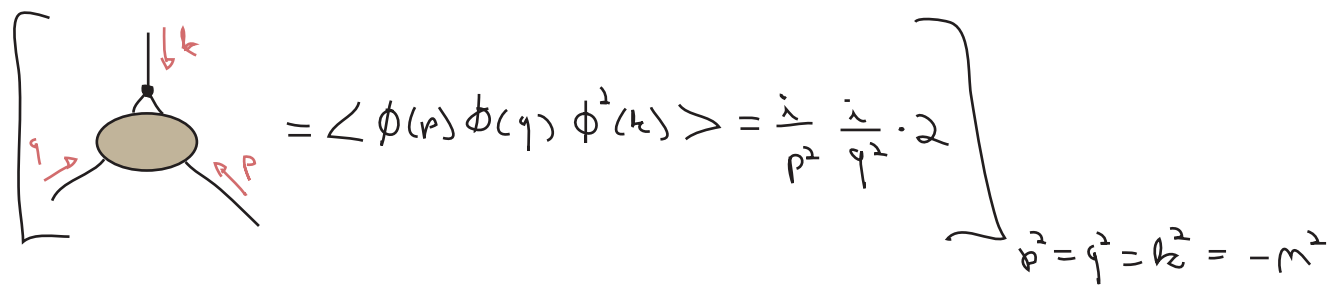 k
q
p
= < ϕ(p) ϕ(q) ϕ²(k) > = i/p² i/q² · 2
p² = q² = k² = -m²